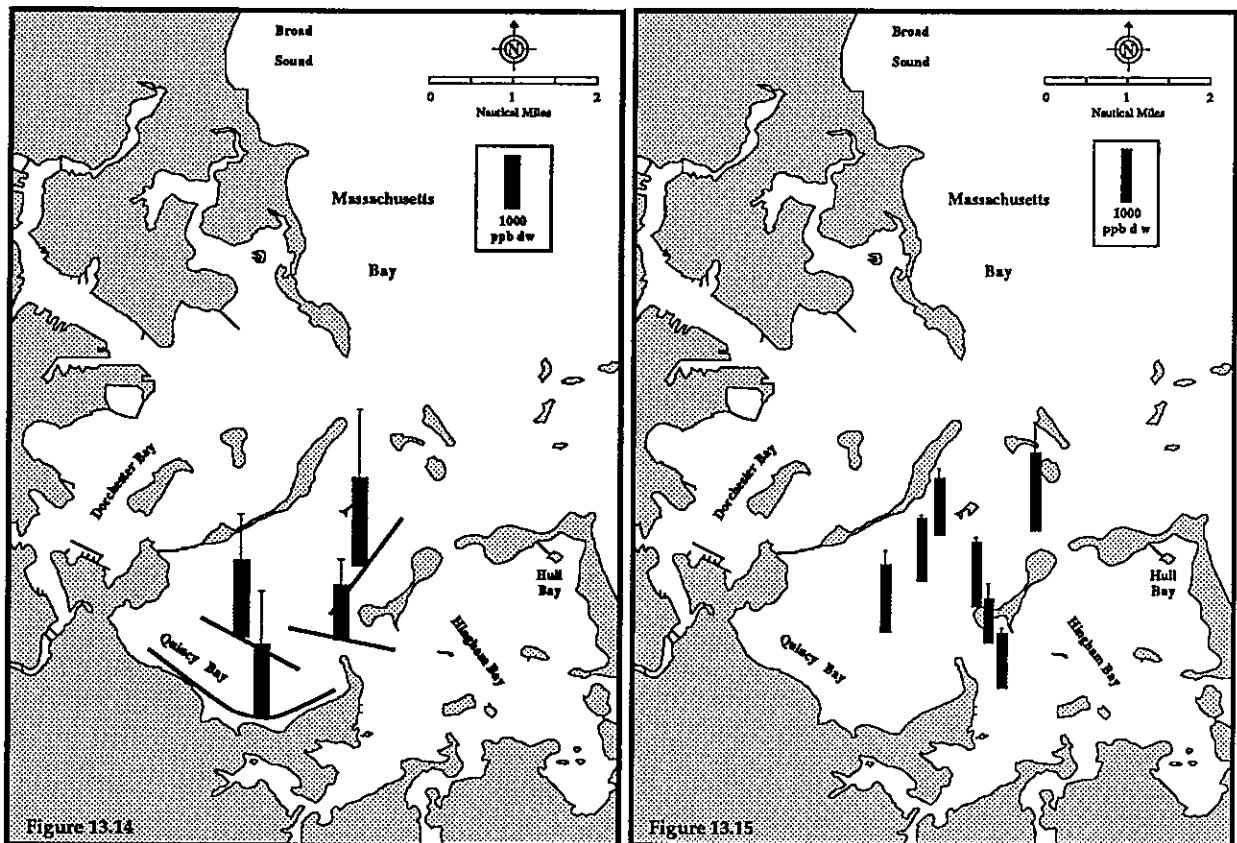 Broad
Sound
N
0 1 2
Nautical Miles
1000
ppb dw
Massachusetts
Bay
Dorchester Bay
Quincy Bay
Hull
Bay
Hingham Bay
Figure 13.14
Broad
Sound
N
0 1 2
Nautical Miles
1000
ppb d w
Massachusetts
Bay
Dorchester Bay
Quincy Bay
Hull
Bay
Hingham Bay
Figure 13.15